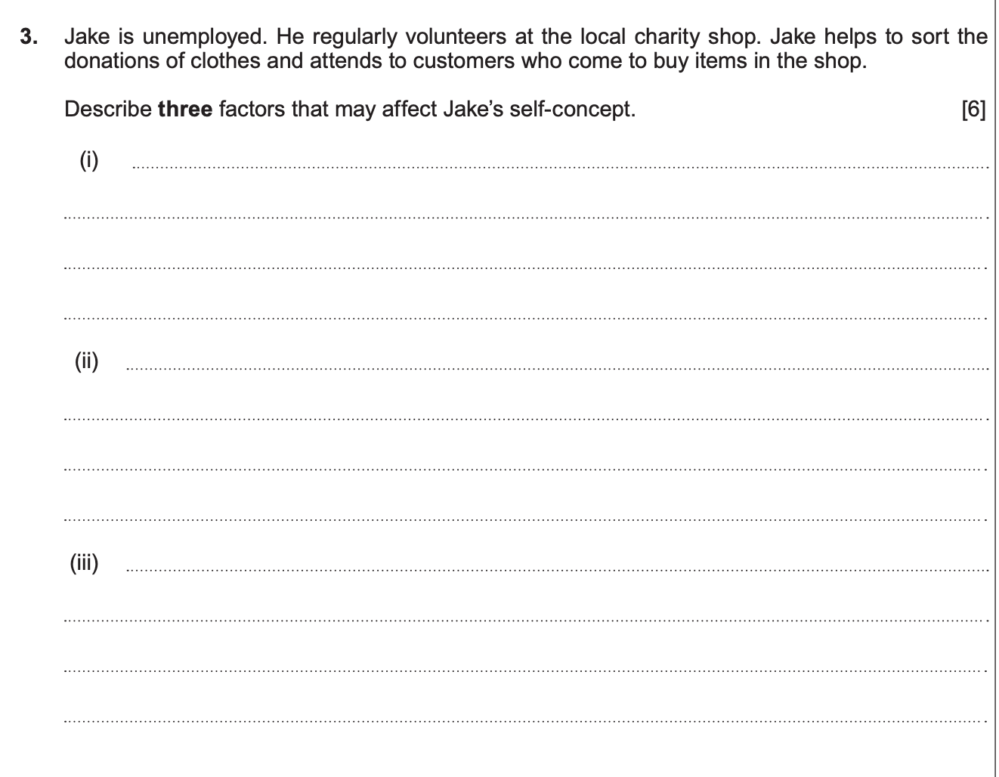 3. Jake is unemployed. He regularly volunteers at the local charity shop. Jake helps to sort the
donations of clothes and attends to customers who come to buy items in the shop.
Describe three factors that may affect Jake’s self-concept. [6]
(i)
(ii)
(iii)